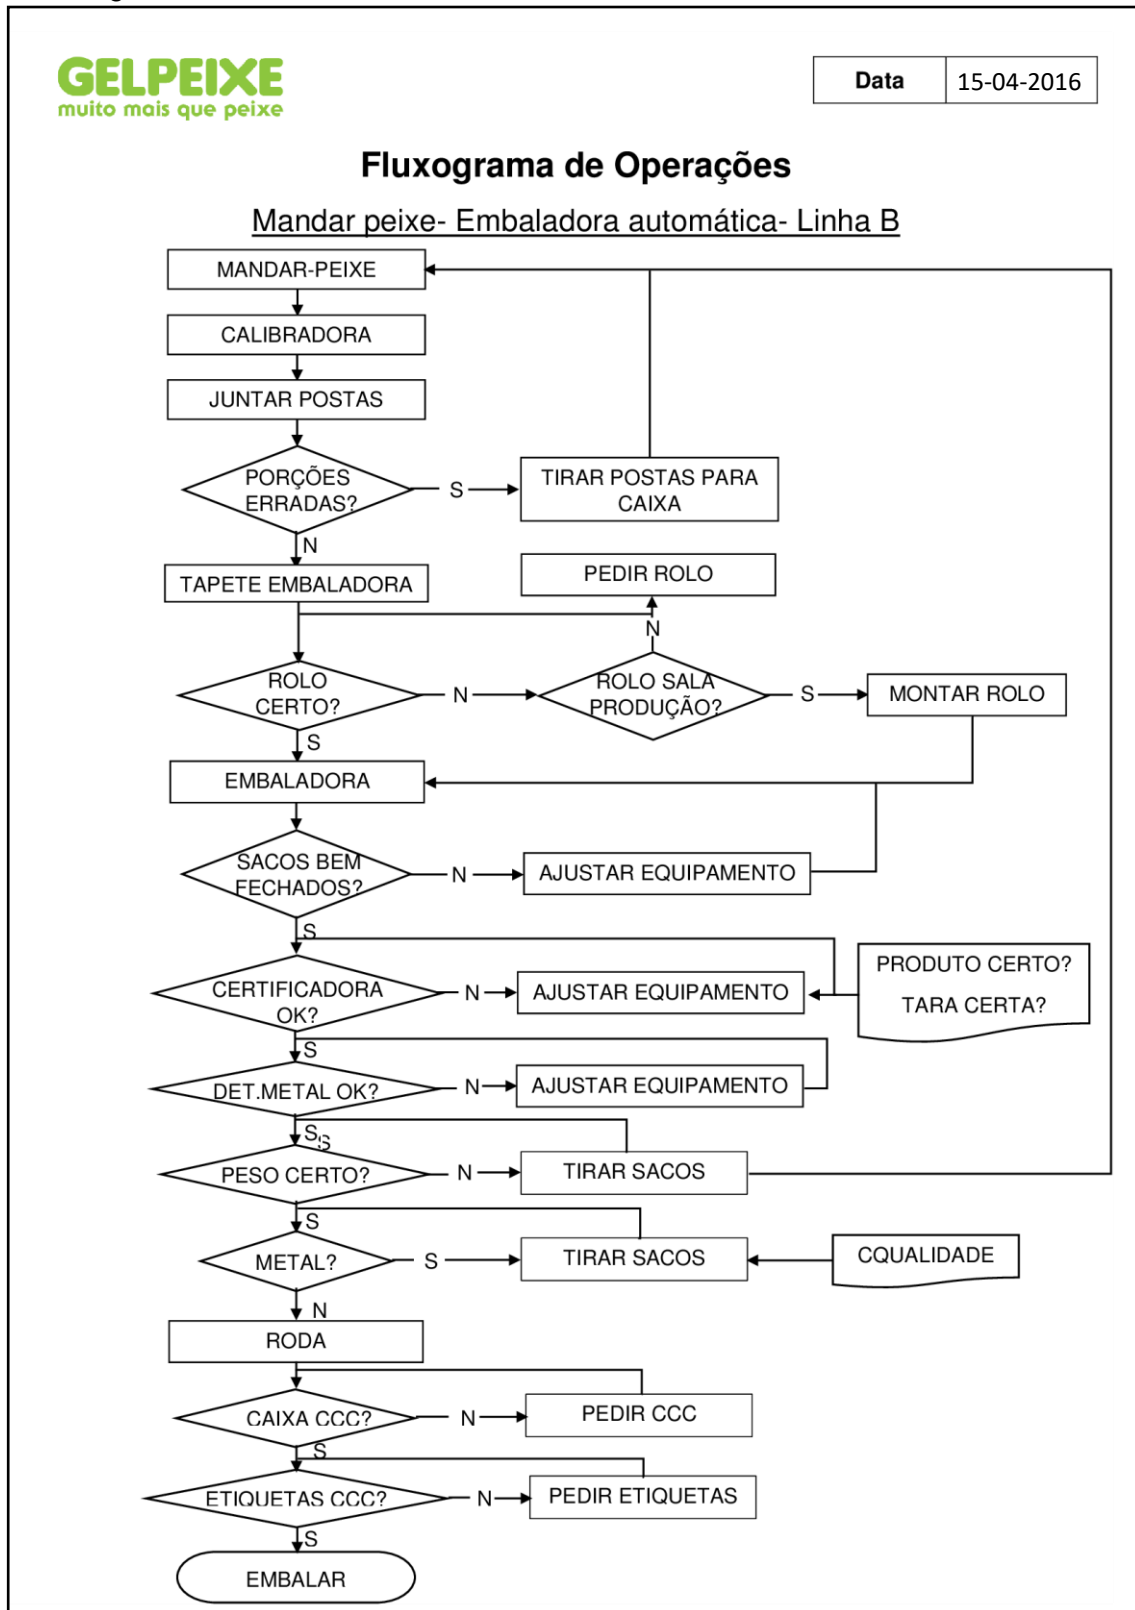 GELPEIXE
muito mais que peixe
Data 15-04-2016
Fluxograma de Operações
Mandar peixe- Embaladora automática- Linha B
MANDAR-PEIXE
CALIBRADORA
JUNTAR POSTAS
PORÇÕES
ERRADAS?
S
TIRAR POSTAS PARA
CAIXA
N
TAPETE EMBALADORA
PEDIR ROLO
N
ROLO
CERTO?
N
ROLO SALA
PRODUÇÃO?
S
MONTAR ROLO
S
EMBALADORA
SACOS BEM
FECHADOS?
N
AJUSTAR EQUIPAMENTO
S
PRODUTO CERTO?
TARA CERTA?
CERTIFICADORA
OK?
N
AJUSTAR EQUIPAMENTO
S
DET.METAL OK?
N
AJUSTAR EQUIPAMENTO
S
S
PESO CERTO?
N
TIRAR SACOS
S
METAL?
S
TIRAR SACOS
CQUALIDADE
N
RODA
CAIXA CCC?
N
PEDIR CCC
S
ETIQUETAS CCC?
N
PEDIR ETIQUETAS
S
EMBALAR